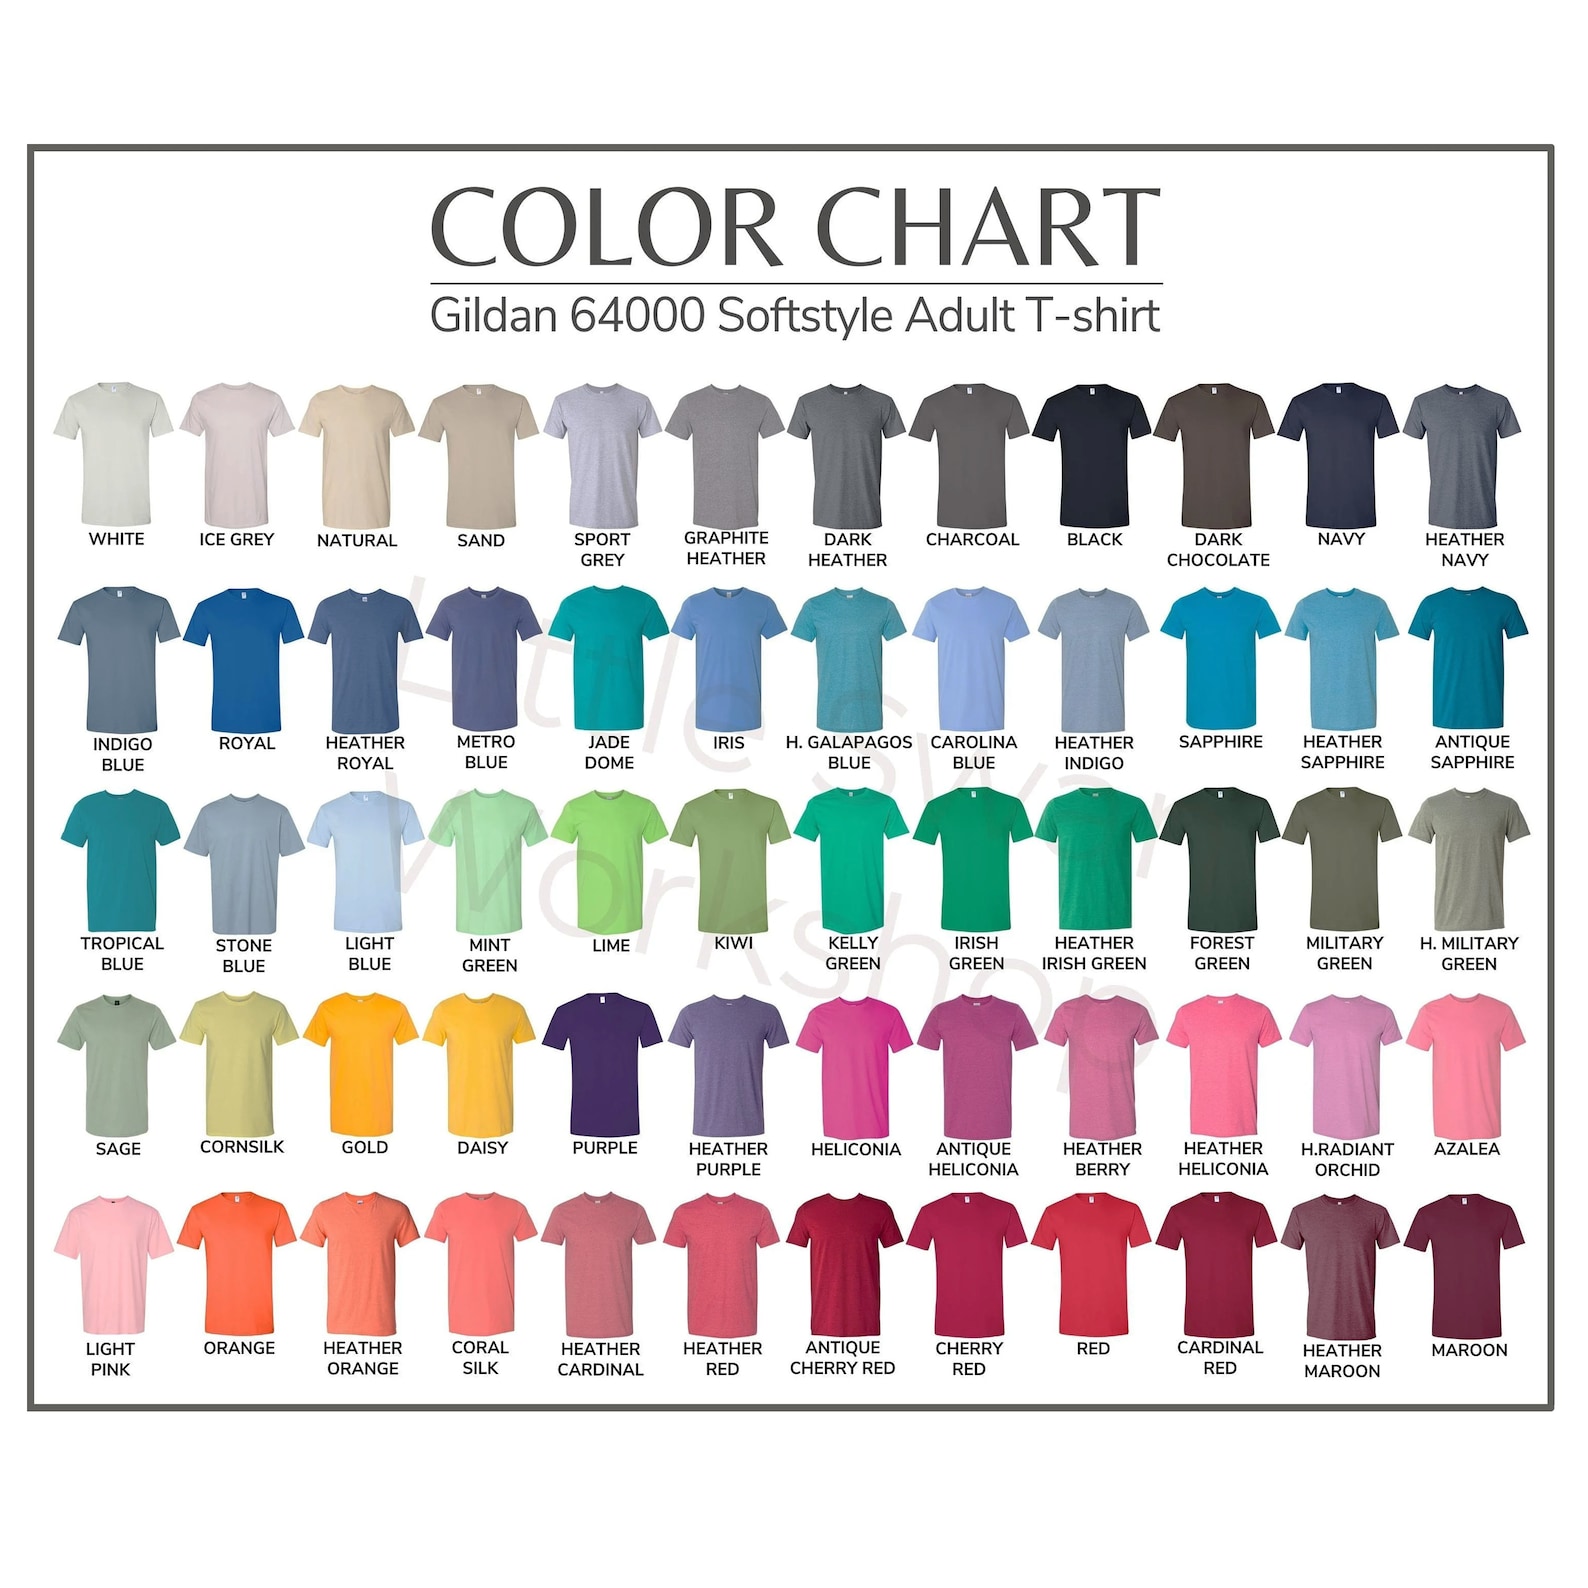 COLOR CHART
Gildan 64000 Softstyle Adult T-shirt
WHITE
ICE GREY
NATURAL
SAND
SPORT
GREY
GRAPHITE
HEATHER
DARK
HEATHER
CHARCOAL
BLACK
DARK
CHOCOLATE
NAVY
HEATHER
NAVY
INDIGO
BLUE
ROYAL
HEATHER
ROYAL
METRO
BLUE
JADE
DOME
IRIS
H. GALAPAGOS
BLUE
CAROLINA
BLUE
HEATHER
INDIGO
SAPPHIRE
HEATHER
SAPPHIRE
ANTIQUE
SAPPHIRE
TROPICAL
BLUE
STONE
BLUE
LIGHT
BLUE
MINT
GREEN
LIME
KIWI
KELLY
GREEN
IRISH
GREEN
HEATHER
IRISH GREEN
FOREST
GREEN
MILITARY
GREEN
H. MILITARY
GREEN
SAGE
CORNSILK
GOLD
DAISY
PURPLE
HEATHER
PURPLE
HELICONIA
ANTIQUE
HELICONIA
HEATHER
BERRY
HEATHER
HELICONIA
H.RADIANT
ORCHID
AZALEA
LIGHT
PINK
ORANGE
HEATHER
ORANGE
CORAL
SILK
HEATHER
CARDINAL
HEATHER
RED
ANTIQUE
CHERRY RED
CHERRY
RED
RED
CARDINAL
RED
HEATHER
MAROON
MAROON
Little swan
Workshop